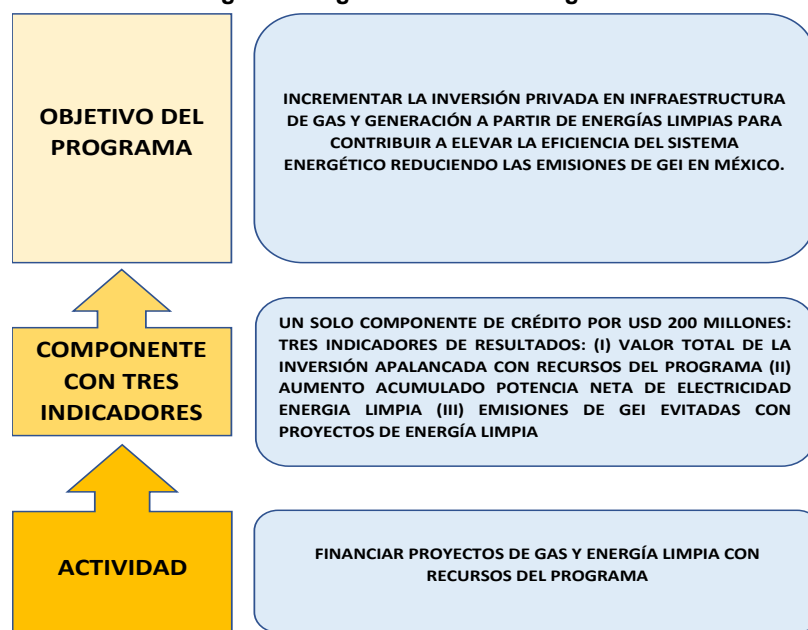 OBJETIVO DEL
PROGRAMA
INCREMENTAR LA INVERSIÓN PRIVADA EN INFRAESTRUCTURA
DE GAS Y GENERACIÓN A PARTIR DE ENERGÍAS LIMPIAS PARA
CONTRIBUIR A ELEVAR LA EFICIENCIA DEL SISTEMA
ENERGÉTICO REDUCIENDO LAS EMISIONES DE GEI EN MÉXICO.
COMPONENTE
CON TRES
INDICADORES
UN SOLO COMPONENTE DE CRÉDITO POR USD 200 MILLONES:
TRES INDICADORES DE RESULTADOS: (I) VALOR TOTAL DE LA
INVERSIÓN APALANCADA CON RECURSOS DEL PROGRAMA (II)
AUMENTO ACUMULADO POTENCIA NETA DE ELECTRICIDAD
ENERGIA LIMPIA (III) EMISIONES DE GEI EVITADAS CON
PROYECTOS DE ENERGÍA LIMPIA
ACTIVIDAD
FINANCIAR PROYECTOS DE GAS Y ENERGÍA LIMPIA CON
RECURSOS DEL PROGRAMA